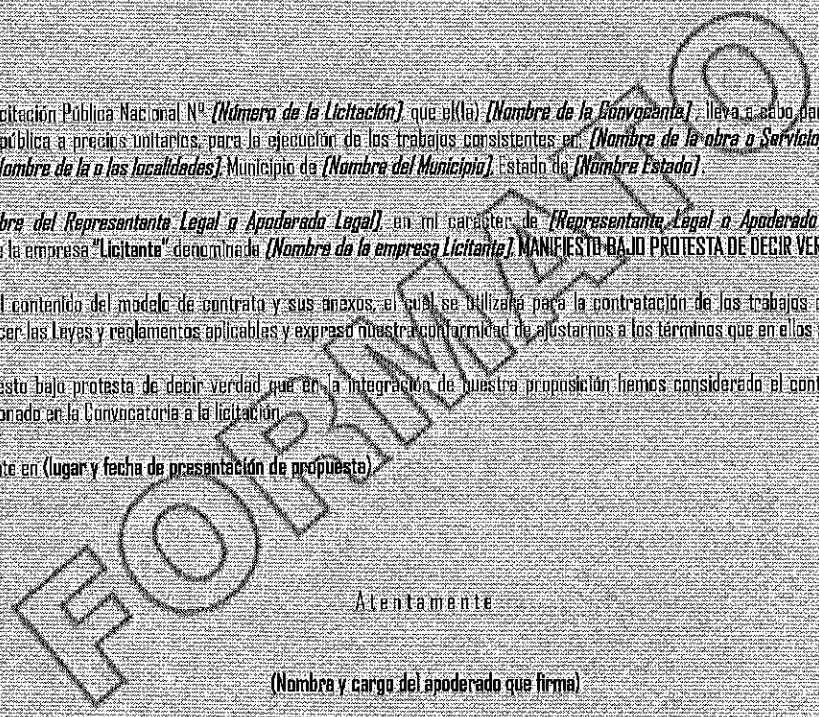 citación Pública Nacional Nº [Número de la Licitación] que el(la) [Nombre de la Convocante], lleva a cabo par
pública a precios unitarios, para la ejecución de los trabajos consistentes en: [Nombre de la obra o Servicio
Nombre de la o las localidades], Municipio de [Nombre del Municipio], Estado de [Nombre Estado].
bre del Representante Legal o Apoderado Legal], en mi carácter de [Representante Legal o Apoderado
e la empresa "Licitante" denominada [Nombre de la empresa Licitante], MANIFIESTO BAJO PROTESTA DE DECIR VER
l contenido del modelo de contrato y sus anexos, el cual se utilizará para la contratación de los trabajos
cer las Leyes y reglamentos aplicables y expreso nuestra conformidad de ajustarnos a los términos que en ellos
esto bajo protesta de decir verdad que en la integración de nuestra proposición hemos considerado el cont
onado en la Convocatoria a la licitación.
te en (lugar y fecha de presentación de propuesta).
FORMATO
Atentamente
(Nombre y cargo del apoderado que firma)